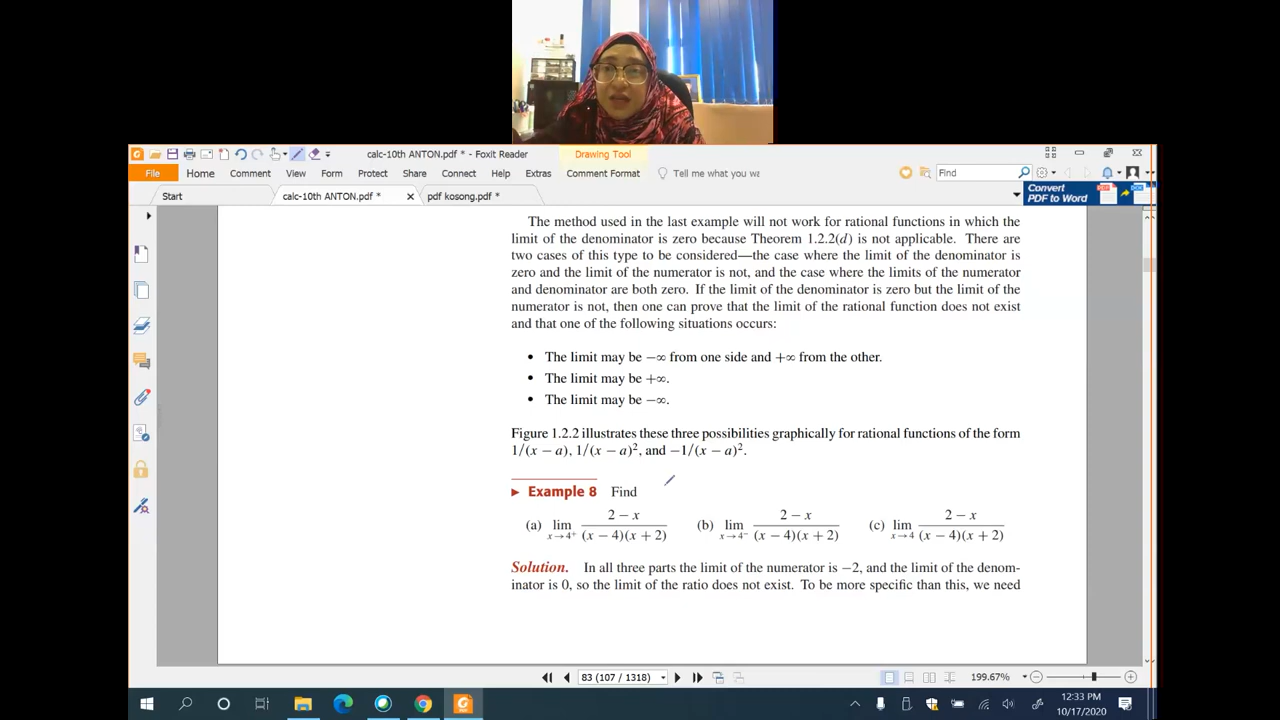 calc-10th ANTON.pdf * - Foxit Reader
Drawing Tool
File Home Comment View Form Protect Share Connect Help Extras Comment Format Tell me what you wa Find
Start calc-10th ANTON.pdf * pdf kosong.pdf *
Convert
PDF to Word
The method used in the last example will not work for rational functions in which the
limit of the denominator is zero because Theorem 1.2.2(d) is not applicable. There are
two cases of this type to be considered—the case where the limit of the denominator is
zero and the limit of the numerator is not, and the case where the limits of the numerator
and denominator are both zero. If the limit of the denominator is zero but the limit of the
numerator is not, then one can prove that the limit of the rational function does not exist
and that one of the following situations occurs:
• The limit may be −∞ from one side and +∞ from the other.
• The limit may be +∞.
• The limit may be −∞.
Figure 1.2.2 illustrates these three possibilities graphically for rational functions of the form
1/(x − a), 1/(x − a)², and −1/(x − a)².
► Example 8 Find
(a) lim x→4⁺ (2 − x)/((x − 4)(x + 2)) (b) lim x→4⁻ (2 − x)/((x − 4)(x + 2)) (c) lim x→4 (2 − x)/((x − 4)(x + 2))
Solution. In all three parts the limit of the numerator is −2, and the limit of the denom-
inator is 0, so the limit of the ratio does not exist. To be more specific than this, we need
83 (107 / 1318) 199.67%
12:33 PM
10/17/2020